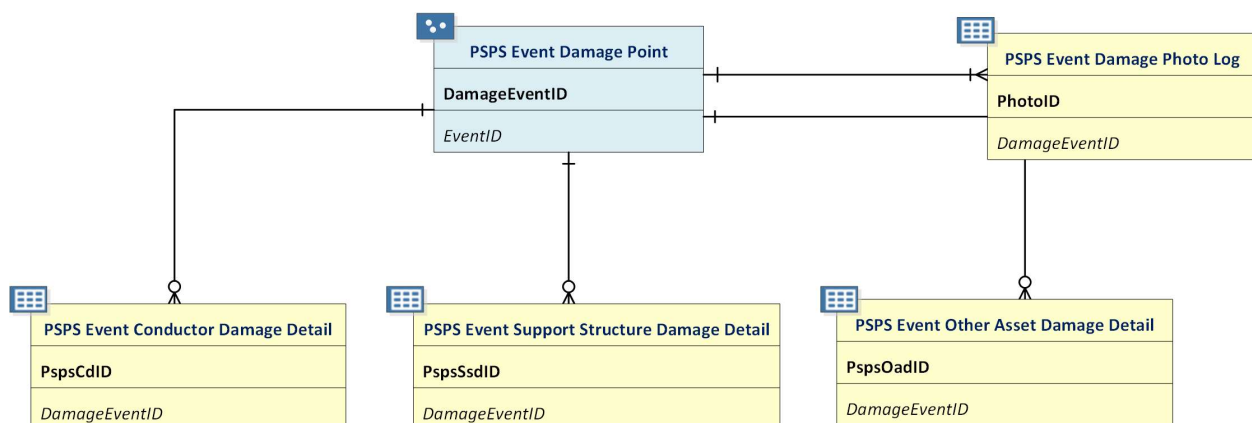 PSPS Event Damage Point
DamageEventID
EventID
PSPS Event Damage Photo Log
PhotoID
DamageEventID
PSPS Event Conductor Damage Detail
PspsCdID
DamageEventID
PSPS Event Support Structure Damage Detail
PspsSsdID
DamageEventID
PSPS Event Other Asset Damage Detail
PspsOadID
DamageEventID